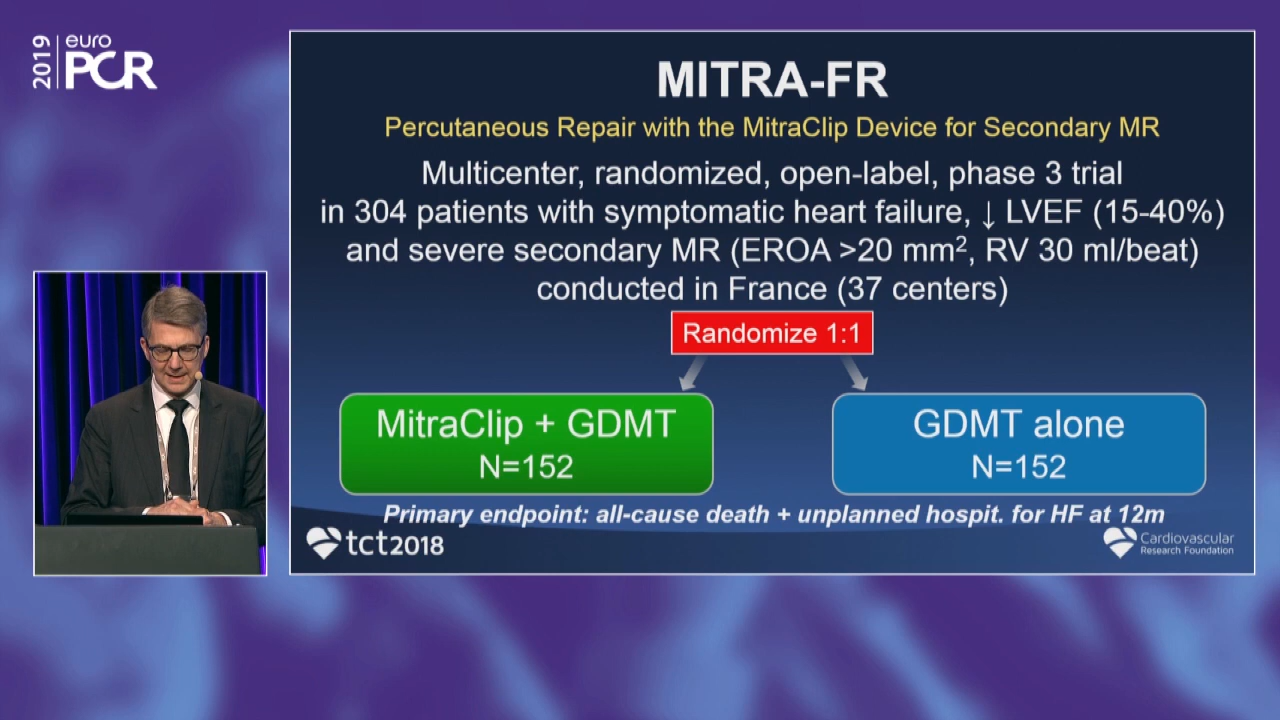 2019
euro
PCR
MITRA-FR
Percutaneous Repair with the MitraClip Device for Secondary MR
Multicenter, randomized, open-label, phase 3 trial
in 304 patients with symptomatic heart failure, ↓ LVEF (15-40%)
and severe secondary MR (EROA >20 mm², RV 30 ml/beat)
conducted in France (37 centers)
Randomize 1:1
MitraClip + GDMT
N=152
GDMT alone
N=152
Primary endpoint: all-cause death + unplanned hospit. for HF at 12m
tct2018
Cardiovascular
Research Foundation